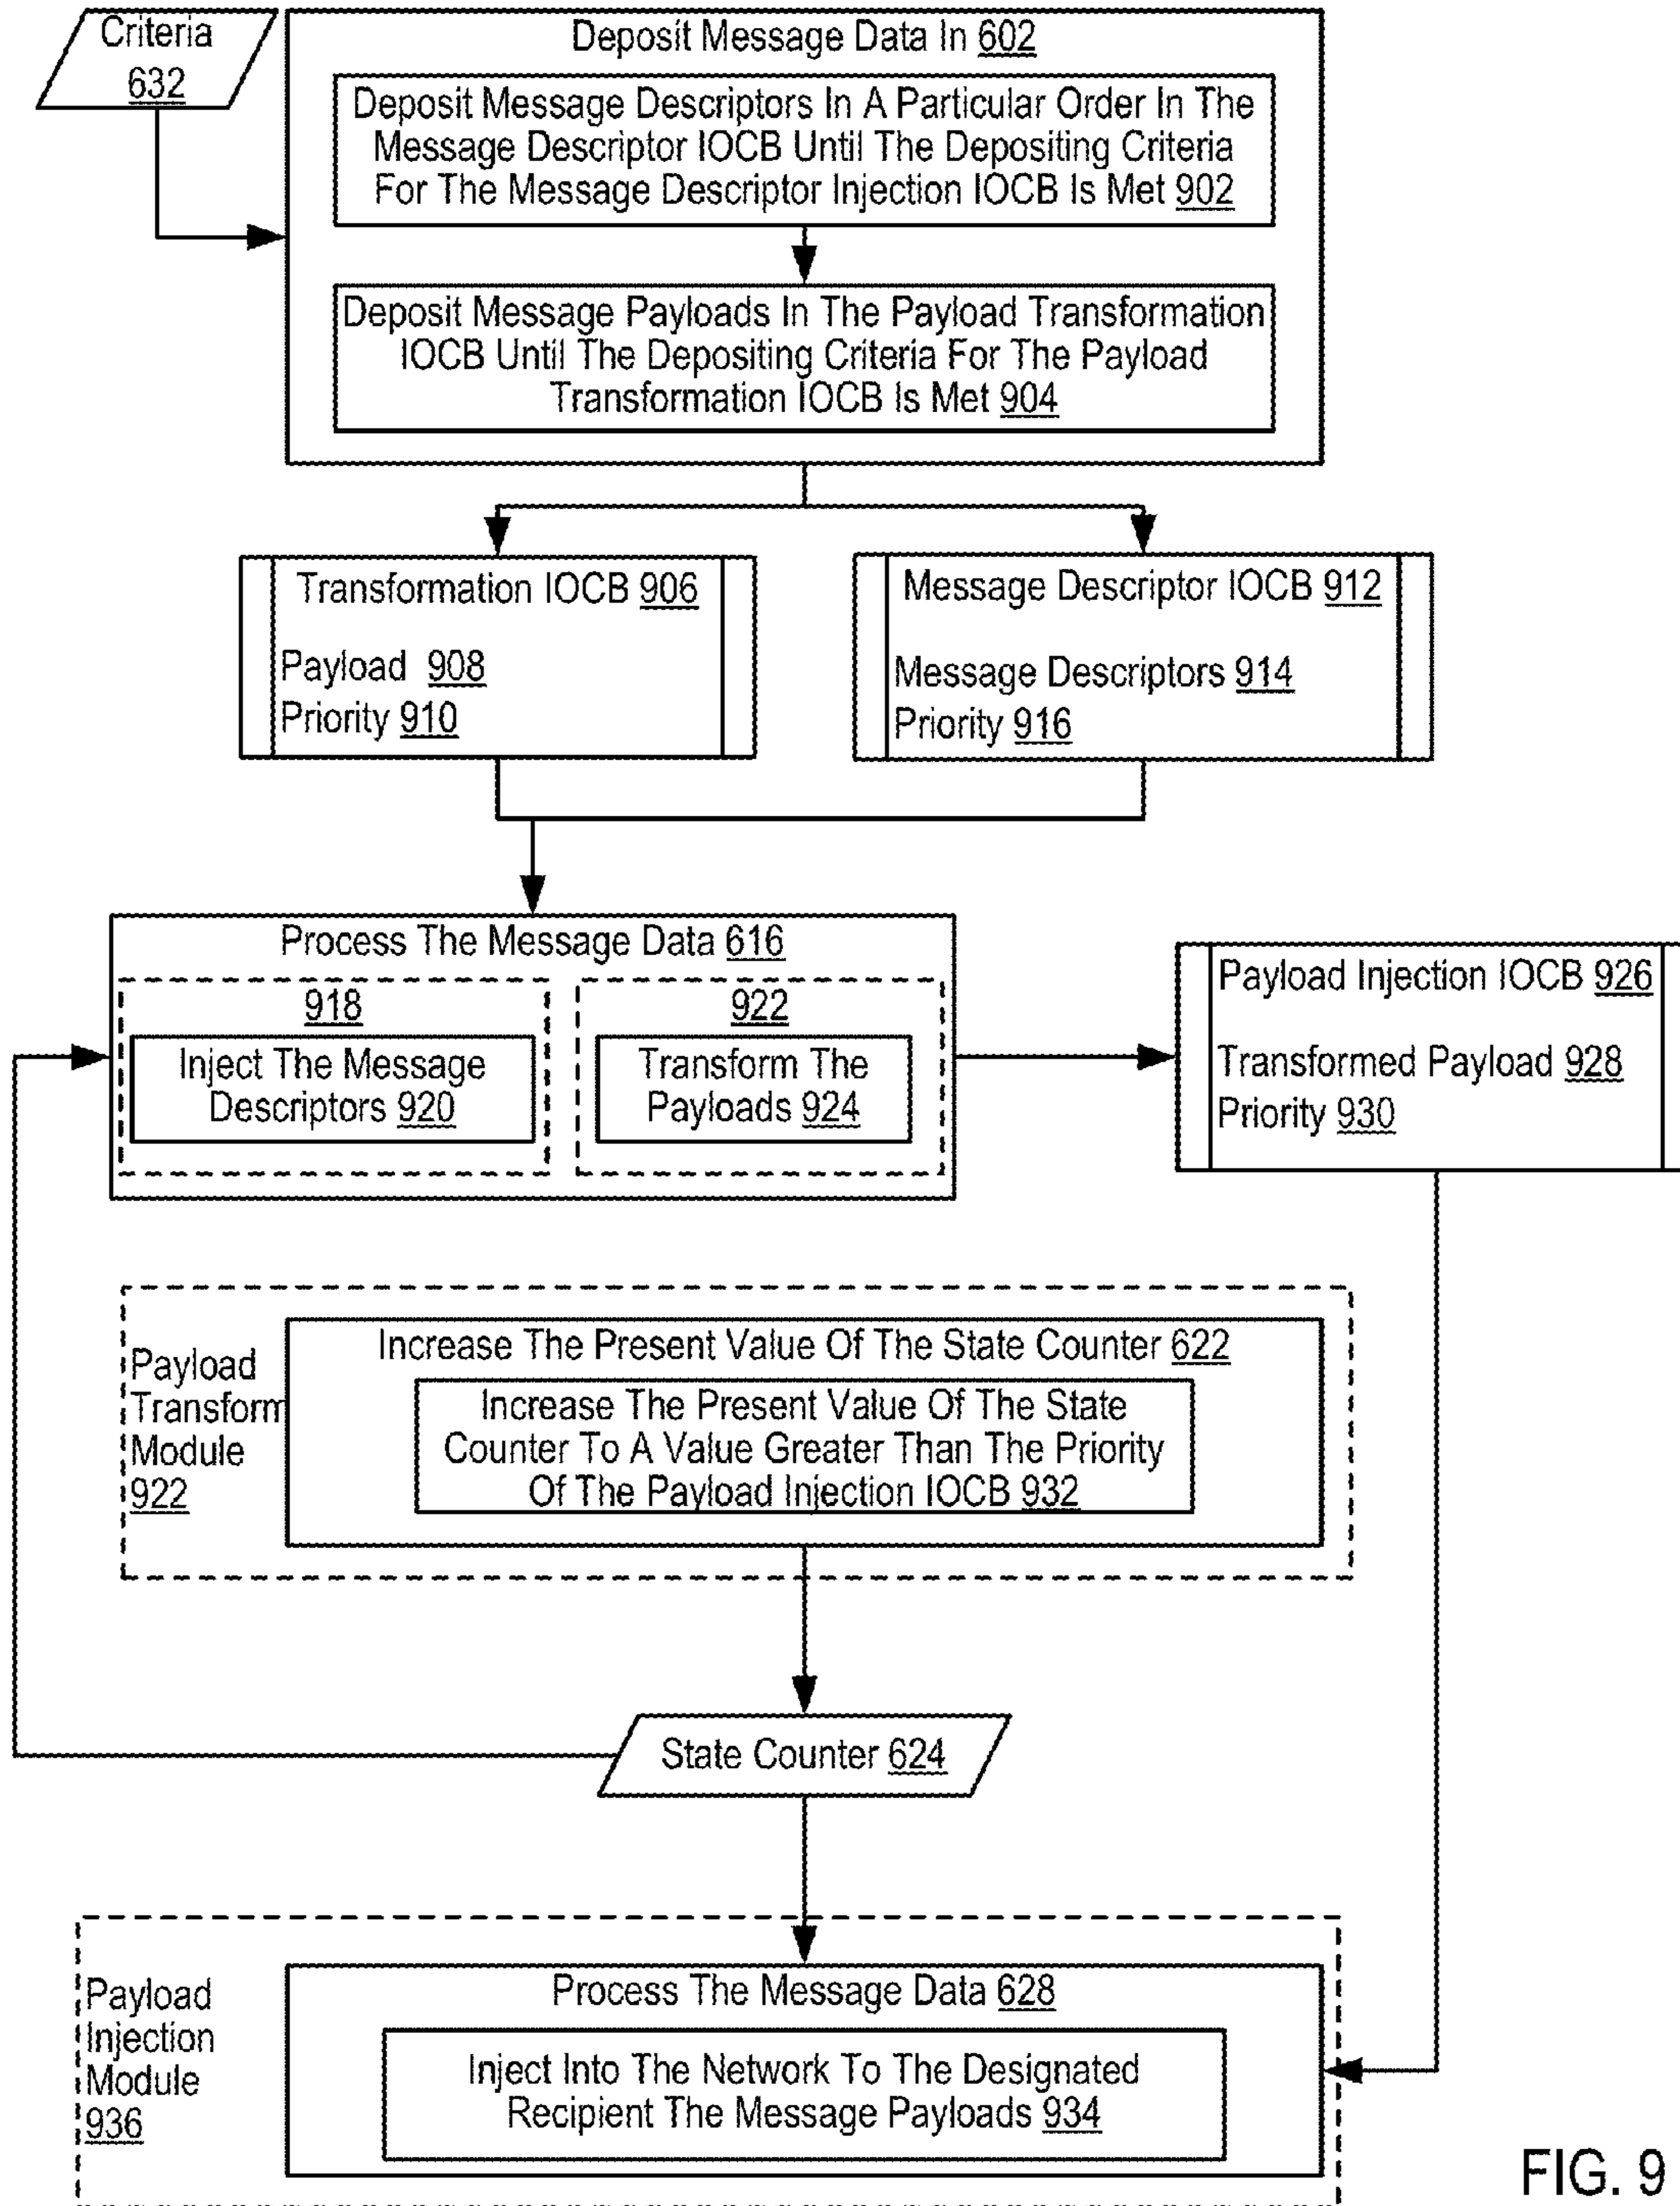 Criteria
632
Deposit Message Data In 602
Deposit Message Descriptors In A Particular Order In The
Message Descriptor IOCB Until The Depositing Criteria
For The Message Descriptor Injection IOCB Is Met 902
Deposit Message Payloads In The Payload Transformation
IOCB Until The Depositing Criteria For The Payload
Transformation IOCB Is Met 904
Transformation IOCB 906
Payload 908
Priority 910
Message Descriptor IOCB 912
Message Descriptors 914
Priority 916
Process The Message Data 616
918
Inject The Message
Descriptors 920
922
Transform The
Payloads 924
Payload Injection IOCB 926
Transformed Payload 928
Priority 930
Payload
Transform
Module
922
Increase The Present Value Of The State Counter 622
Increase The Present Value Of The State
Counter To A Value Greater Than The Priority
Of The Payload Injection IOCB 932
State Counter 624
Payload
Injection
Module
936
Process The Message Data 628
Inject Into The Network To The Designated
Recipient The Message Payloads 934
FIG. 9